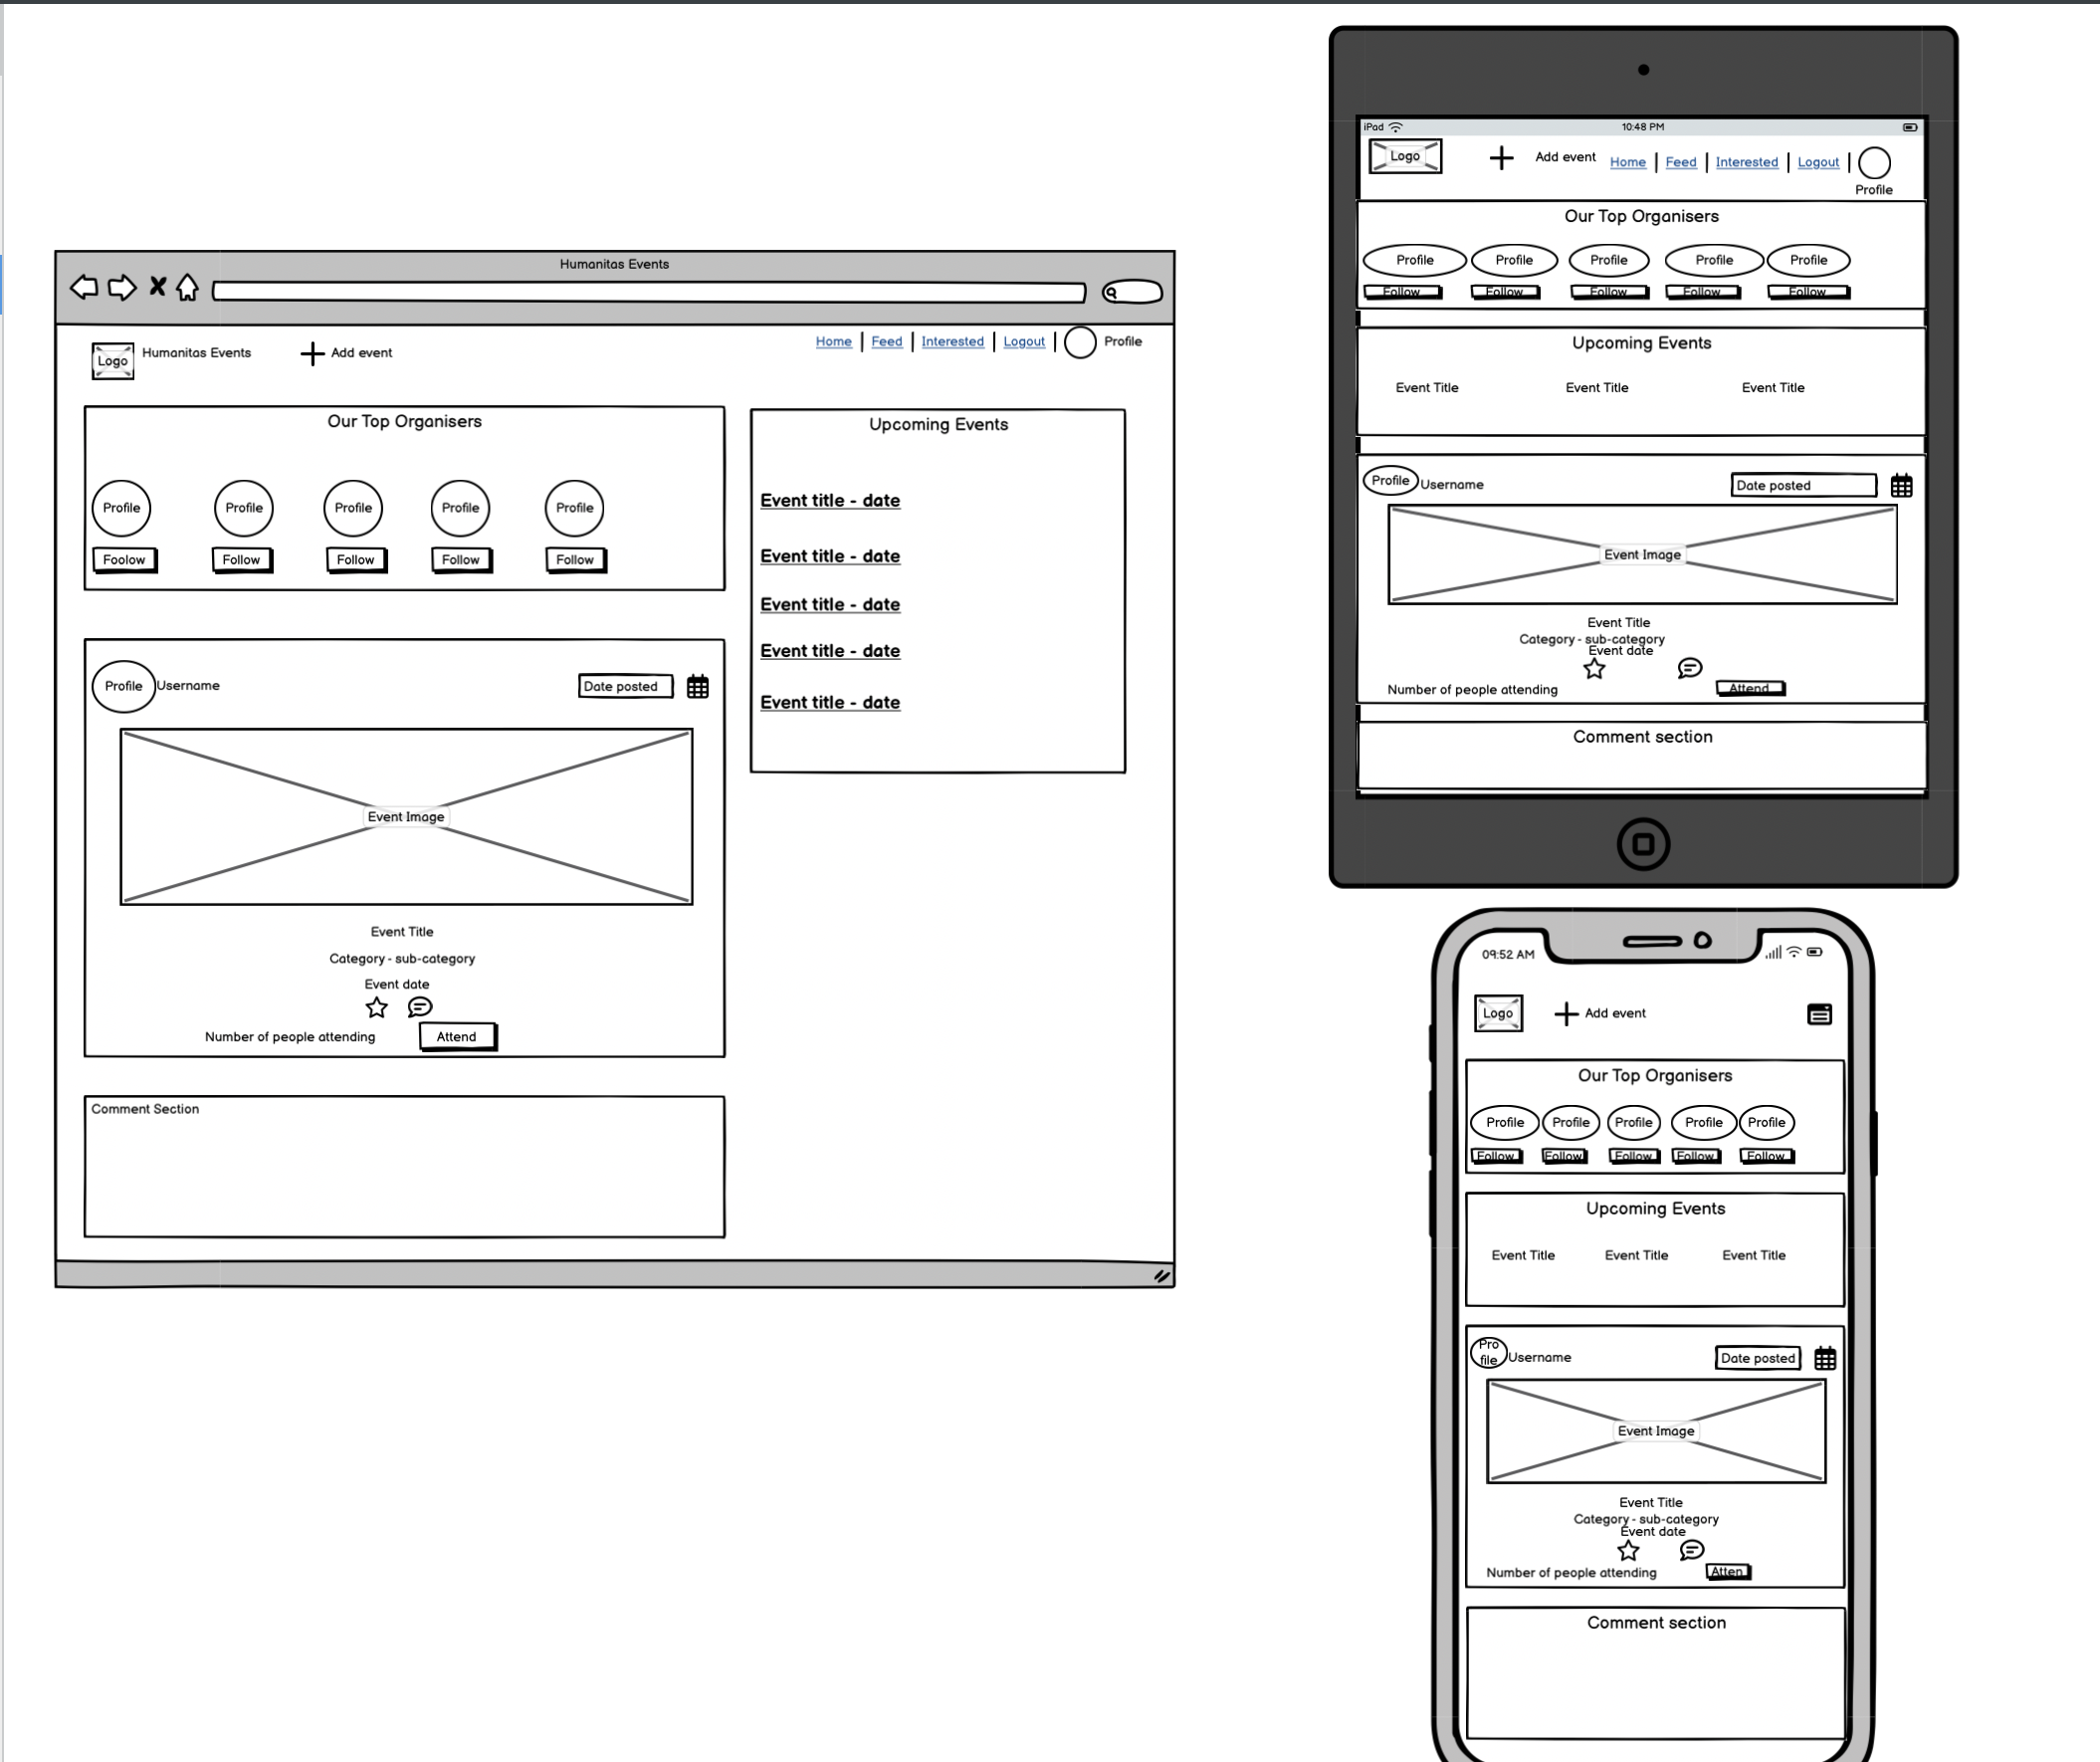 Humanitas Events
Logo
Humanitas Events
Add event
Home
Feed
Interested
Logout
Profile
Our Top Organisers
Profile
Profile
Profile
Profile
Profile
Foolow
Follow
Follow
Follow
Follow
Upcoming Events
Event title - date
Event title - date
Event title - date
Event title - date
Event title - date
Profile
Username
Date posted
Event Image
Event Title
Category - sub-category
Event date
Number of people attending
Attend
Comment Section
iPad
10:48 PM
Logo
Add event
Home
Feed
Interested
Logout
Profile
Our Top Organisers
Profile
Profile
Profile
Profile
Profile
Follow
Follow
Follow
Follow
Follow
Upcoming Events
Event Title
Event Title
Event Title
Profile
Username
Date posted
Event Image
Event Title
Category - sub-category
Event date
Number of people attending
Attend
Comment section
09:52 AM
Logo
Add event
Our Top Organisers
Profile
Profile
Profile
Profile
Profile
Follow
Follow
Follow
Follow
Follow
Upcoming Events
Event Title
Event Title
Event Title
Pro
file
Username
Date posted
Event Image
Event Title
Category - sub-category
Event date
Number of people attending
Atten
Comment section